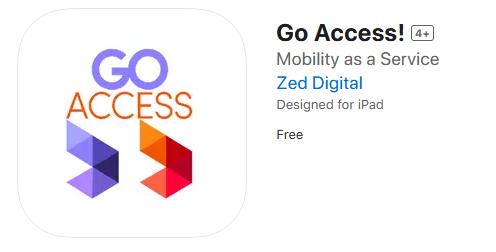 GO
ACCESS
Go Access! 4+
Mobility as a Service
Zed Digital
Designed for iPad
Free